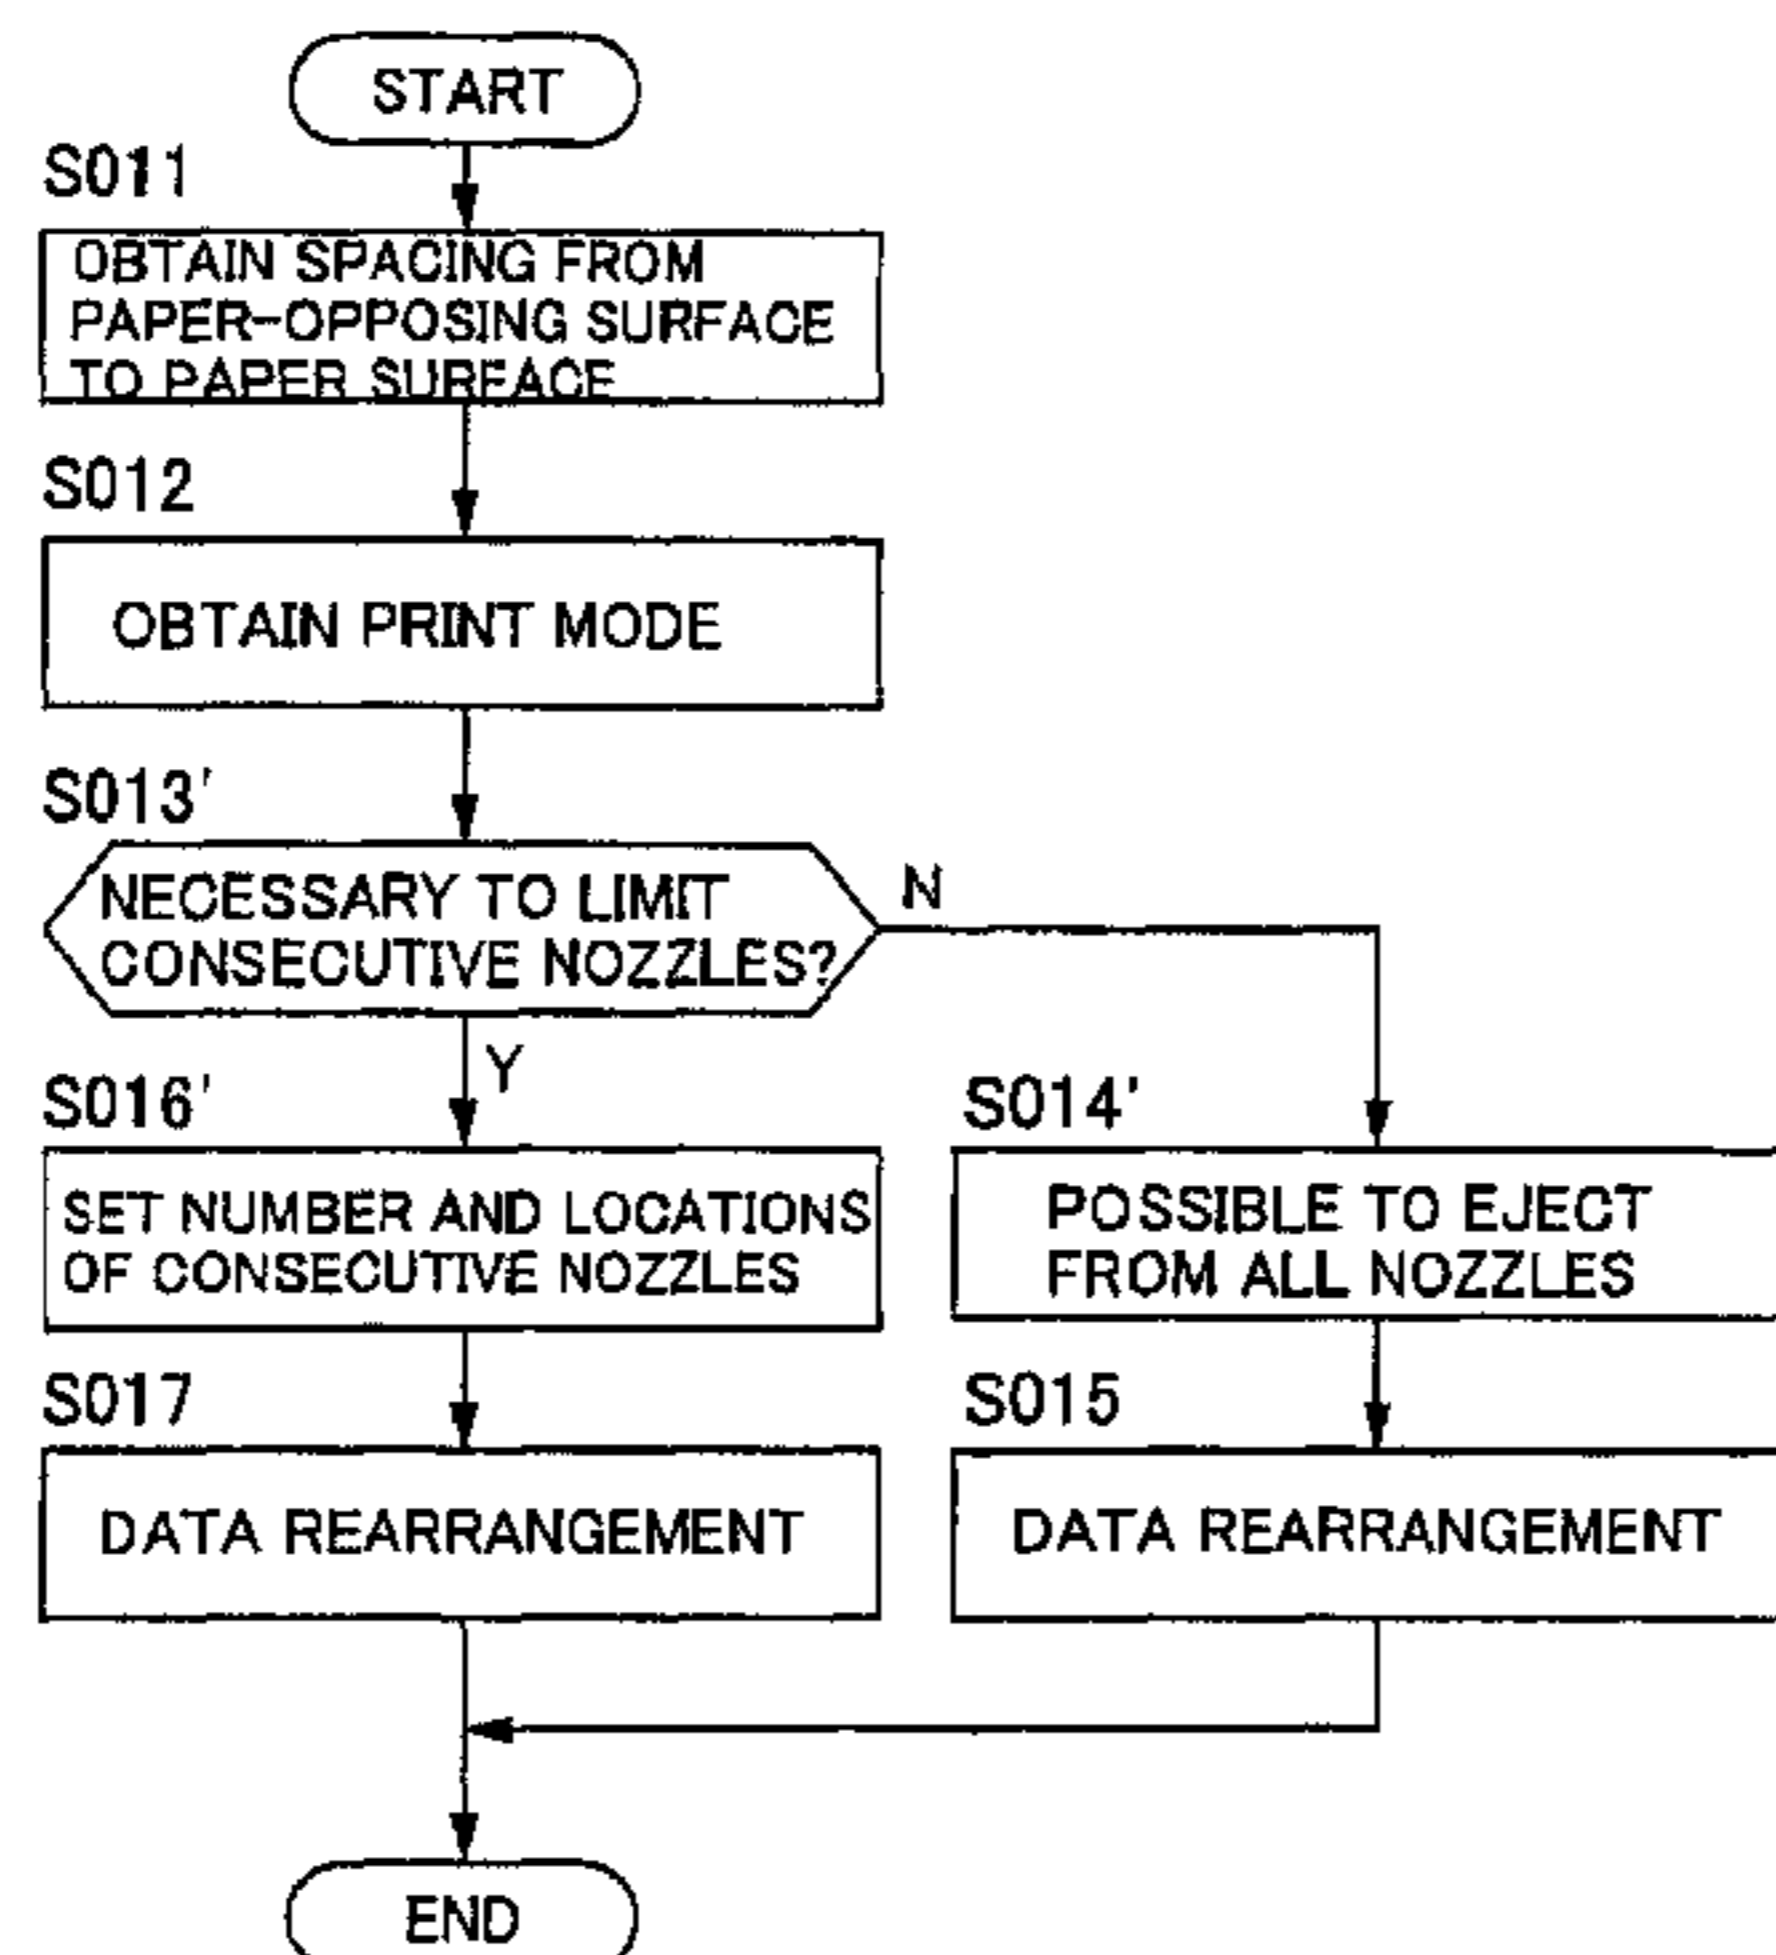 START
S011
OBTAIN SPACING FROM
PAPER-OPPOSING SURFACE
TO PAPER SURFACE
S012
OBTAIN PRINT MODE
S013'
NECESSARY TO LIMIT
CONSECUTIVE NOZZLES?
N
Y
S016'
SET NUMBER AND LOCATIONS
OF CONSECUTIVE NOZZLES
S014'
POSSIBLE TO EJECT
FROM ALL NOZZLES
S017
DATA REARRANGEMENT
S015
DATA REARRANGEMENT
END